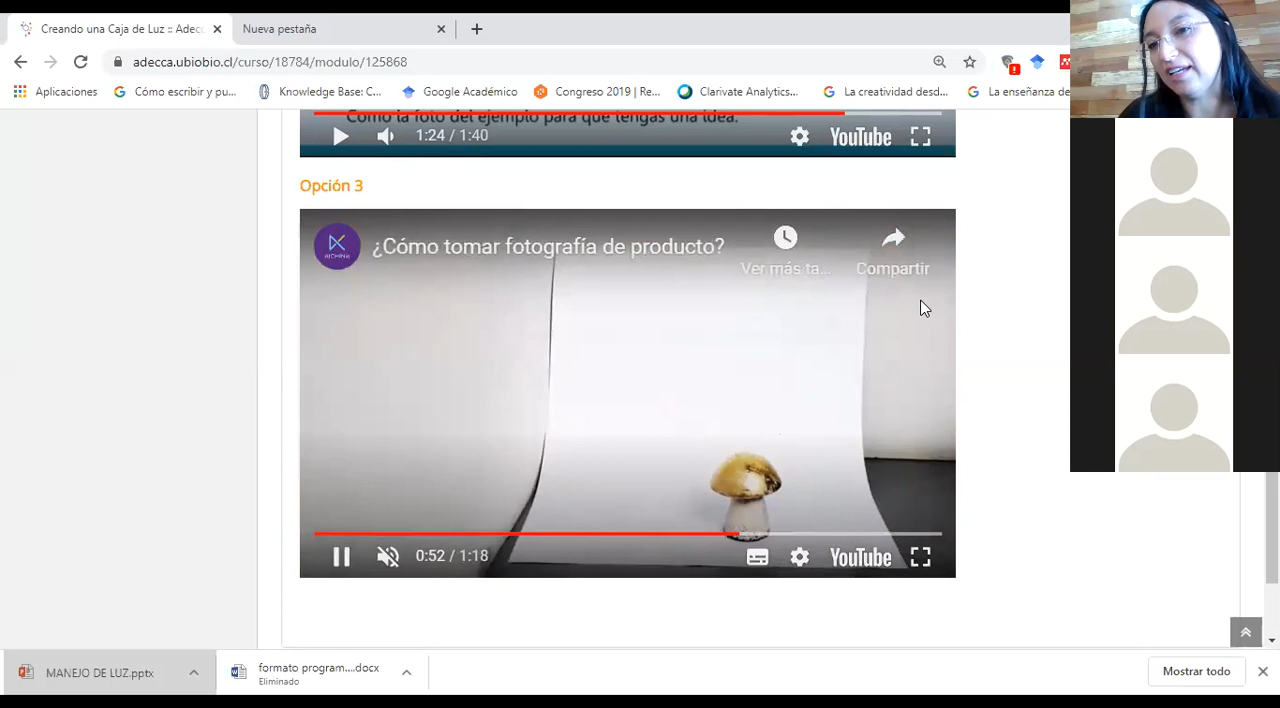 Creando una Caja de Luz :: Adecc
Nueva pestaña
adecca.ubiobio.cl/curso/18784/modulo/125868
Aplicaciones
Cómo escribir y pu...
Knowledge Base: C...
Google Académico
Congreso 2019 | Re...
Clarivate Analytics...
La creatividad desd...
La enseñanza de
Como la foto del ejemplo para que tengas una idea.
1:24 / 1:40
YouTube
Opción 3
¿Cómo tomar fotografía de producto?
Ver más ta...
Compartir
0:52 / 1:18
YouTube
MANEJO DE LUZ.pptx
formato program....docx
Eliminado
Mostrar todo